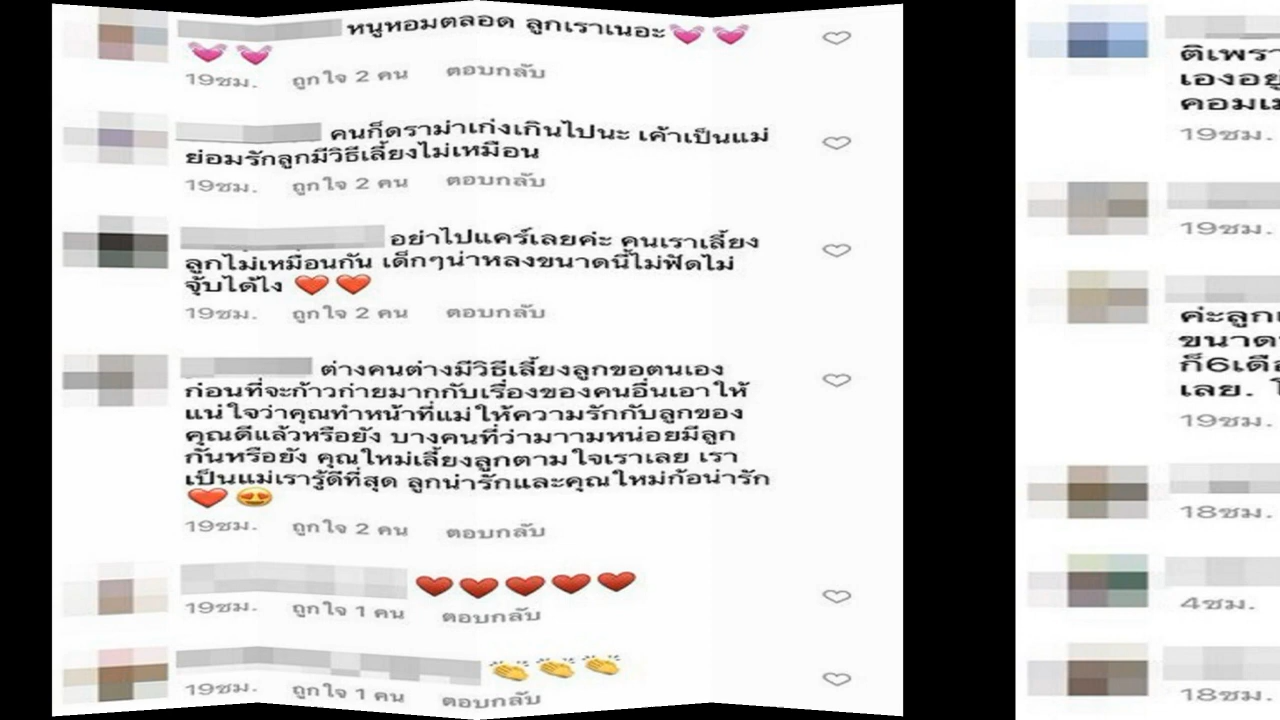 หนูหอมตลอด ลูกเราเนอะ💓💓
💓💓
19ชม. ถูกใจ 2 คน ตอบกลับ
คนก็ดราม่าเก่งเกินไปนะ เค้าเป็นแม่
ย่อมรักลูกมีวิธีเลี้ยงไม่เหมือน
19ชม. ถูกใจ 2 คน ตอบกลับ
อย่าไปแคร์เลยค่ะ คนเราเลี้ยง
ลูกไม่เหมือนกัน เด็กๆน่าหลงขนาดนี้ไม่ฟัดไม่
จุ๊บได้ไง ❤️❤️
19ชม. ถูกใจ 2 คน ตอบกลับ
ต่างคนต่างมีวิธีเลี้ยงลูกขอตนเอง
ก่อนที่จะก้าวก่ายมากกับเรื่องของคนอื่นเอาให้
แน่ใจว่าคุณทำหน้าที่แม่ให้ความรักกับลูกของ
คุณดีแล้วหรือยัง บางคนที่ว่ามาามหน่อยมีลูก
กันหรือยัง คุณใหม่เลี้ยงลูกตามใจเราเลย เรา
เป็นแม่เรารู้ดีที่สุด ลูกน่ารักและคุณใหม่ก้อน่ารัก
❤️😍
19ชม. ถูกใจ 2 คน ตอบกลับ
❤️❤️❤️❤️❤️
19ชม. ถูกใจ 1 คน ตอบกลับ
👏👏👏
19ชม. ถูกใจ 1 คน ตอบกลับ
ติเพรา
เองอยู่
คอมเม
19ชม.
19ชม.
ค่ะลูก
ขนาด
ก็6เดือ
เลย.
19ชม.
18ชม.
4ชม.
18ชม.